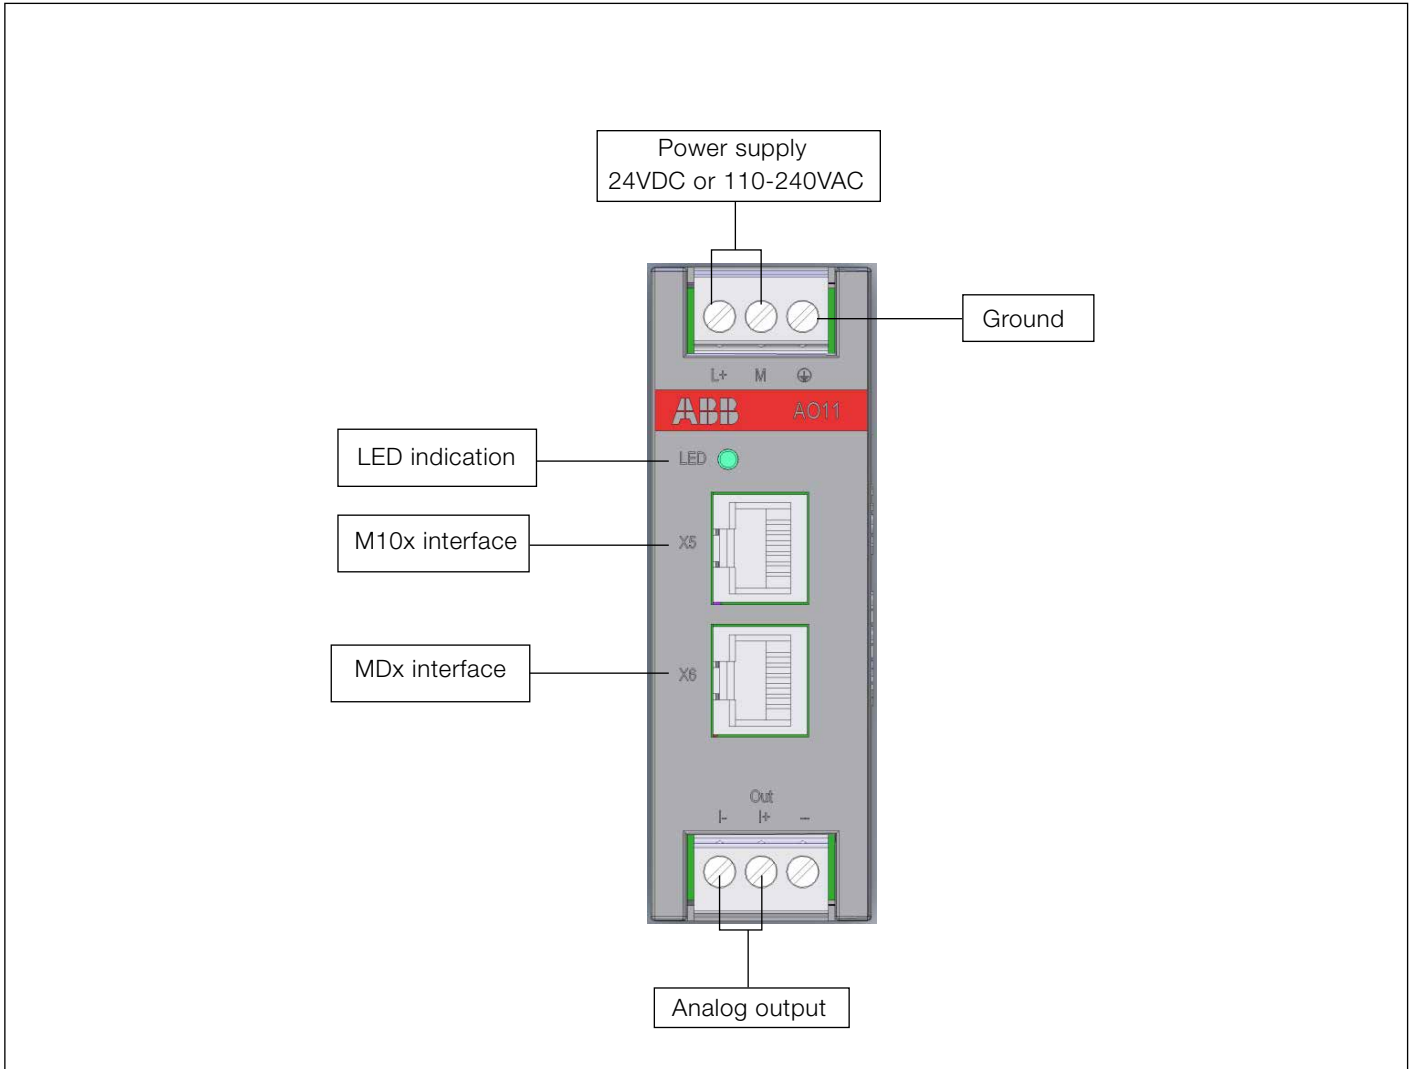 Power supply
24VDC or 110-240VAC
Ground
L+ M
ABB AO11
LED indication
LED
M10x interface
X5
MDx interface
X6
Out
I- I+ --
Analog output